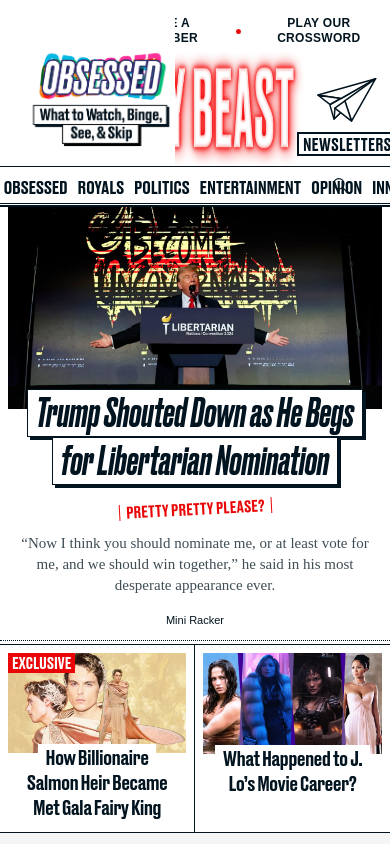 E A
BER
PLAY OUR
CROSSWORD
OBSESSED
What to Watch, Binge,
See, & Skip
Y BEAST
NEWSLETTERS
OBSESSED ROYALS POLITICS ENTERTAINMENT OPINION INN
BECOME
UNGOVERNABLE
LIBERTARIAN
National Convention 2024
Trump Shouted Down as He Begs
for Libertarian Nomination
PRETTY PRETTY PLEASE?
“Now I think you should nominate me, or at least vote for
me, and we should win together,” he said in his most
desperate appearance ever.
Mini Racker
EXCLUSIVE
How Billionaire
Salmon Heir Became
Met Gala Fairy King
What Happened to J.
Lo’s Movie Career?